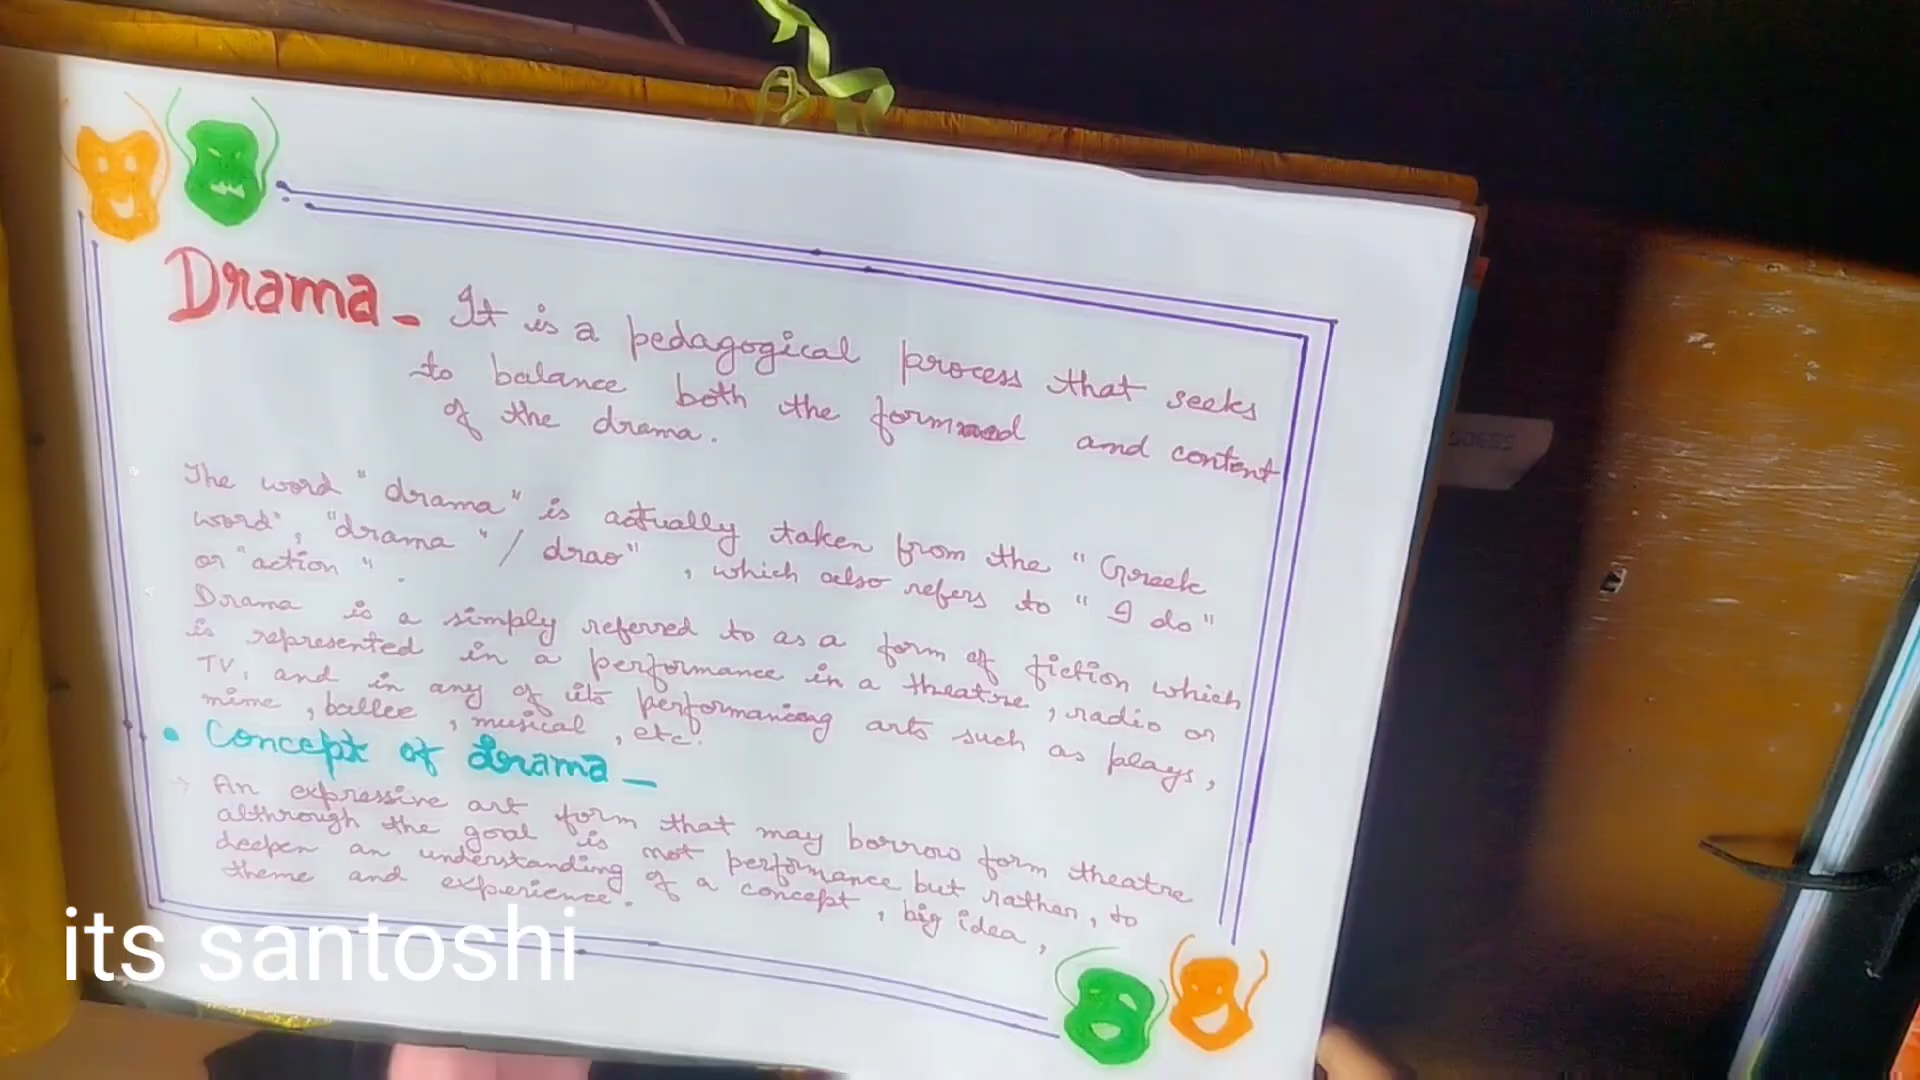 Drama - It is a pedagogical process that seeks
to balance both the form and content
of the drama.
The word "drama" is actually taken from the "Greek
word", "drama "/ drao" , which also refers to " I do"
or "action " .
Drama is a simply referred to as a form of fiction which
is represented in a performance in a theatre, radio or
TV, and in any of its performancing arts such as plays,
mime , ballee , musical , etc.
• Concept of drama -
→ An expressive art form that may borrow form theatre
althrough the goal is not performance but rather, to
deepen an understanding of a concept, big idea,
theme and experience.
its santoshi